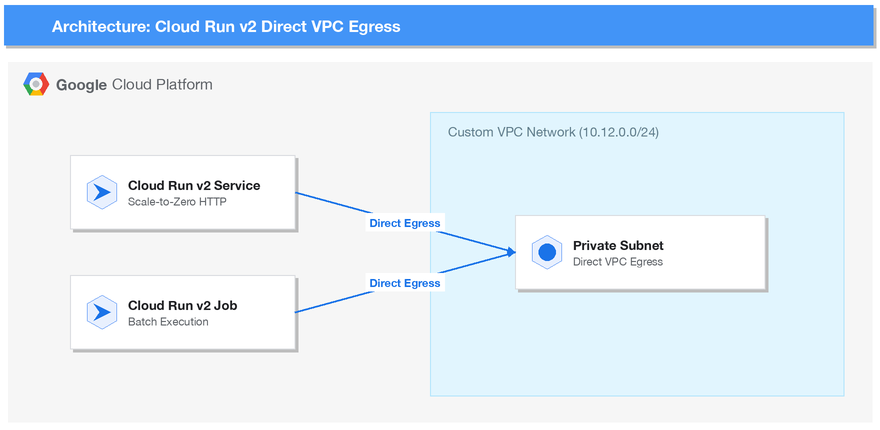 Architecture: Cloud Run v2 Direct VPC Egress
Google Cloud Platform
Custom VPC Network (10.12.0.0/24)
Cloud Run v2 Service
Scale-to-Zero HTTP
Direct Egress
Private Subnet
Direct VPC Egress
Direct Egress
Cloud Run v2 Job
Batch Execution